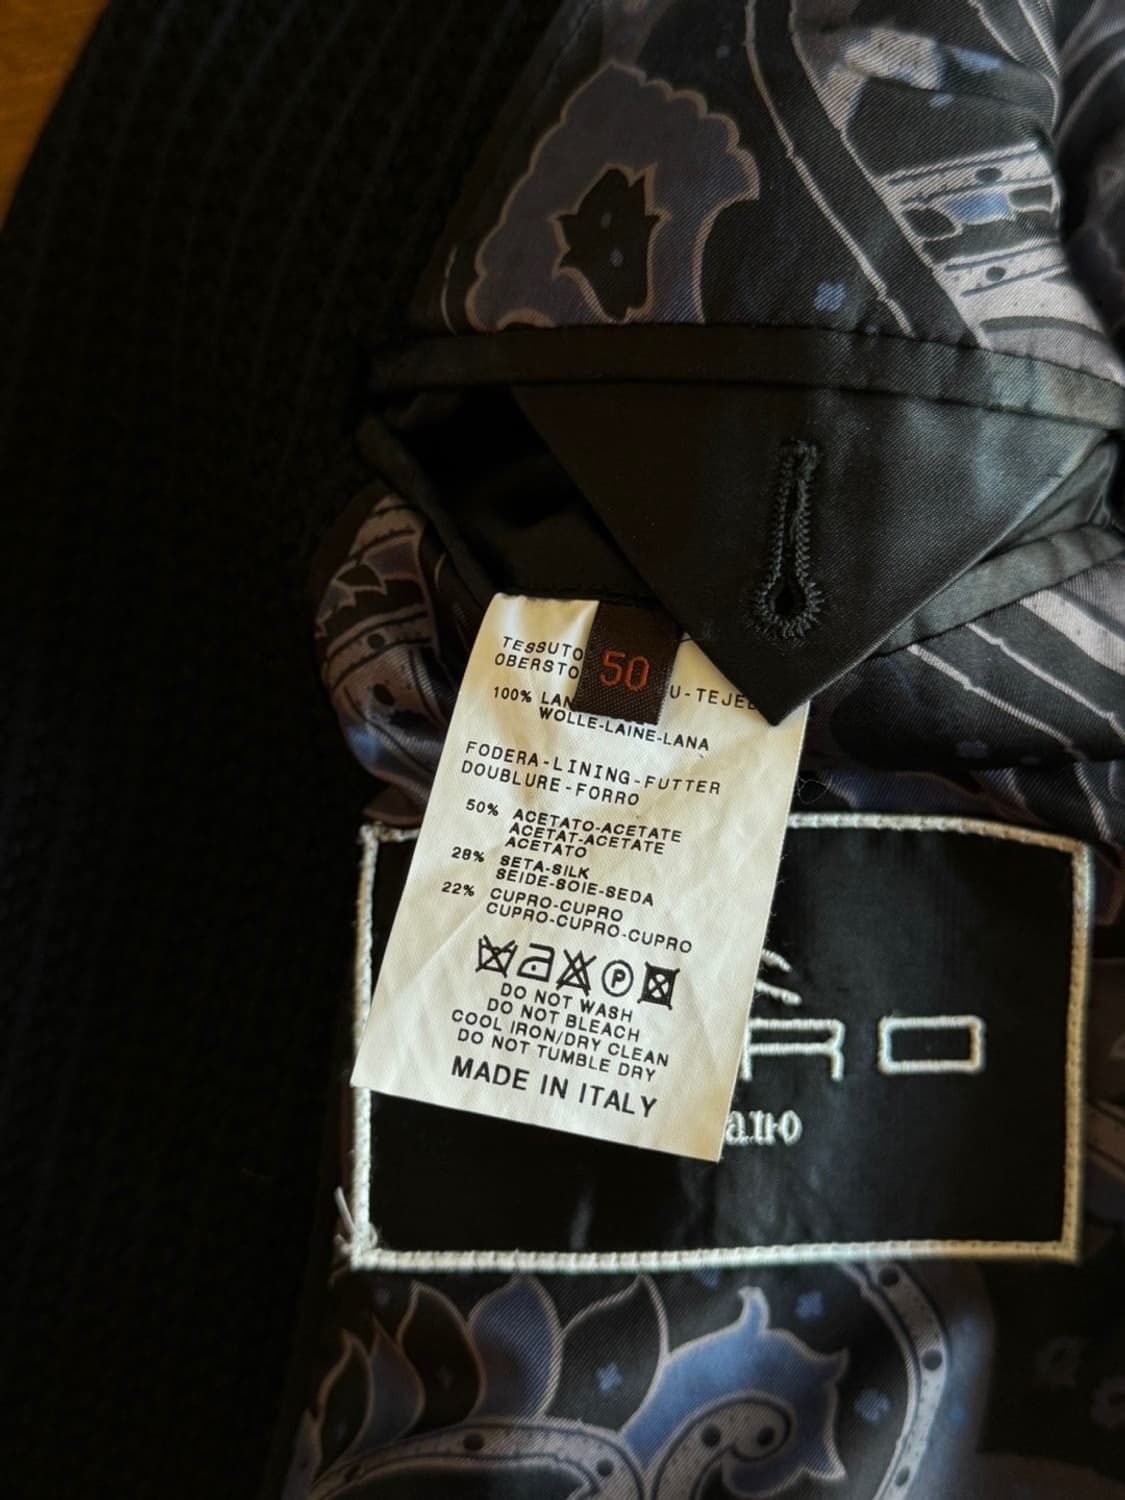 TESSUTO
OBERSTO
50
U-TEJE
100% LAN
WOLLE-LAINE-LANA
FODERA-LINING-FUTTER
DOUBLURE-FORRO
50% ACETATO-ACETATE
ACETAT-ACETATE
ACETATO
28% SETA-SILK
SEIDE-SOIE-SEDA
22% CUPRO-CUPRO
CUPRO-CUPRO-CUPRO
P
DO NOT WASH
DO NOT BLEACH
COOL IRON/DRY CLEAN
DO NOT TUMBLE DRY
MADE IN ITALY
RO
ano